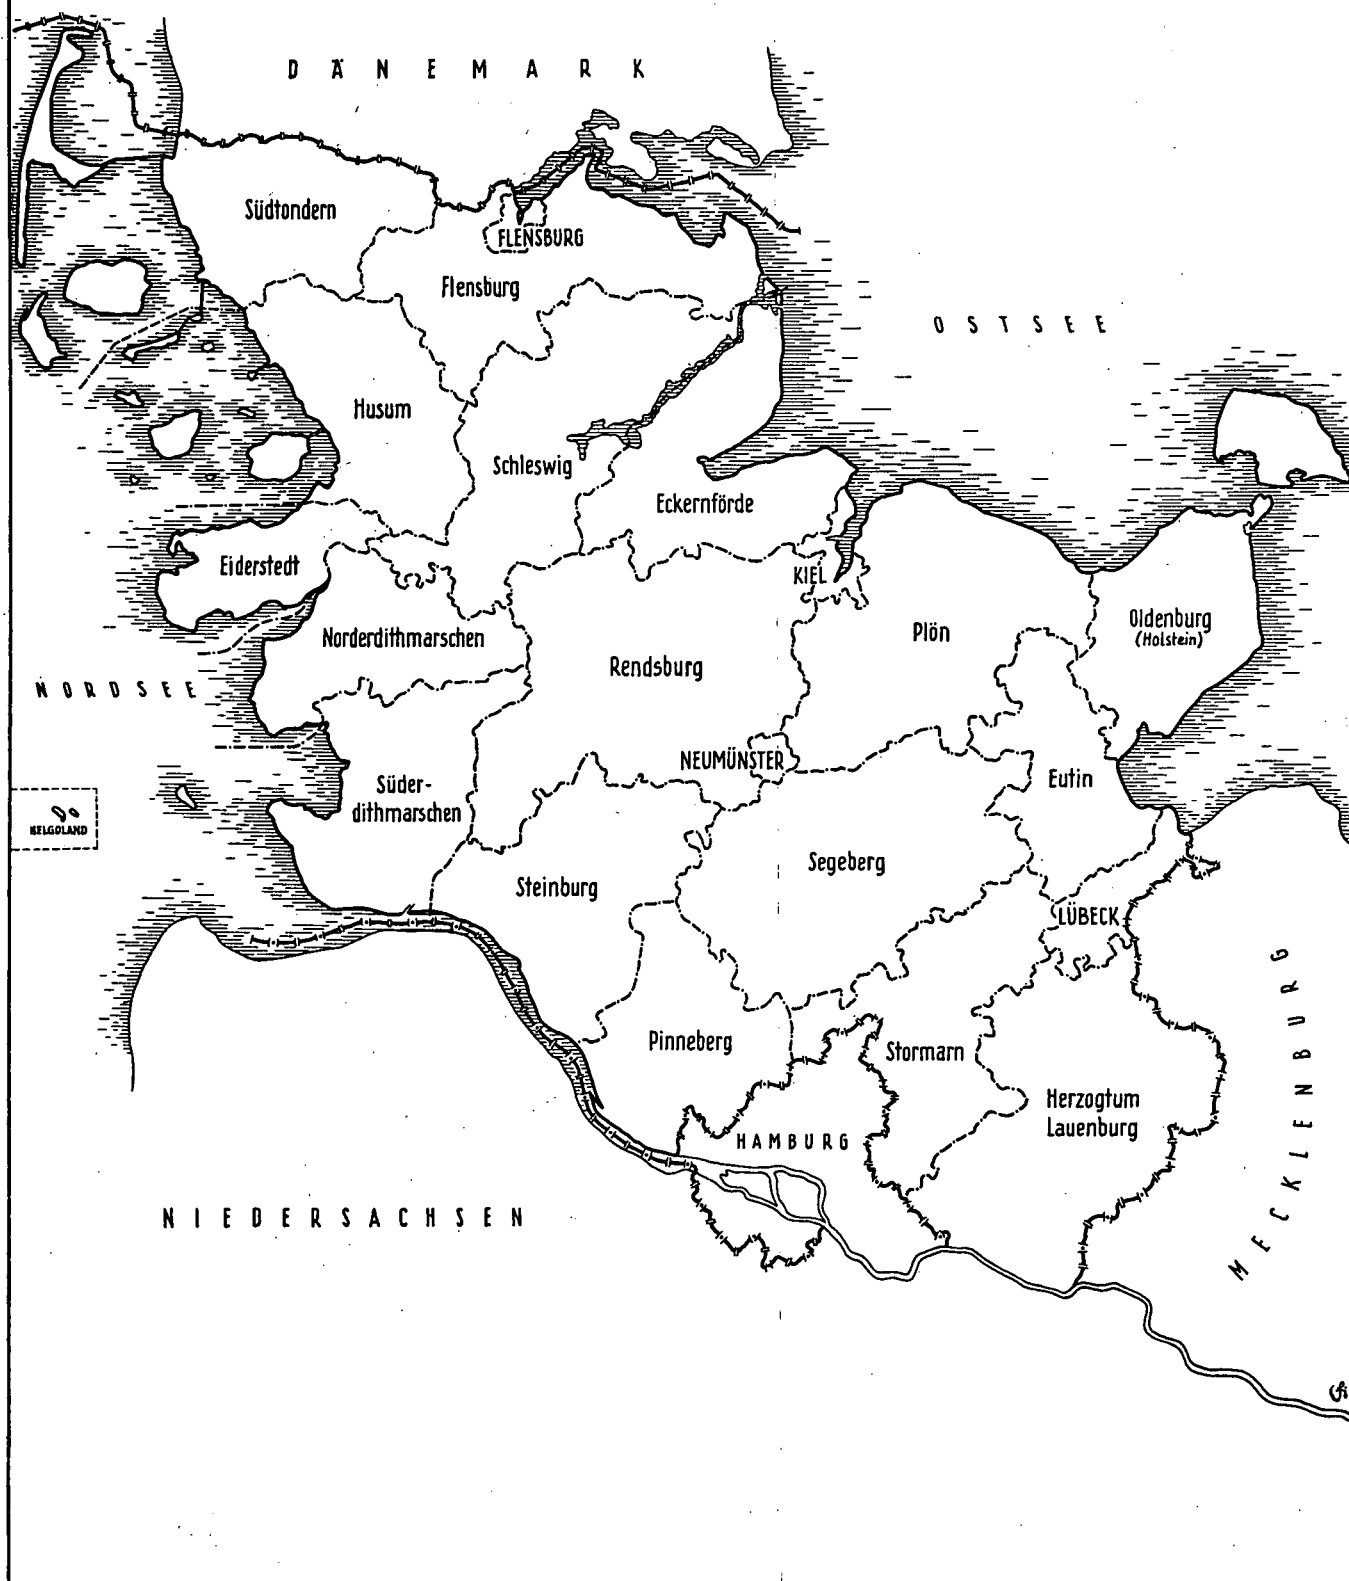 DÄNEMARK
Südtondern
FLENSBURG
Flensburg
OSTSEE
Husum
Schleswig
Eckernförde
Eiderstedt
KIEL
Norderdithmarschen
Plön
Oldenburg
(Holstein)
Rendsburg
NORDSEE
NEUMÜNSTER
Eutin
Süder-
dithmarschen
HELGOLAND
Segeberg
Steinburg
LÜBECK
Pinneberg
Stormarn
Herzogtum
Lauenburg
HAMBURG
MECKLENBURG
NIEDERSACHSEN